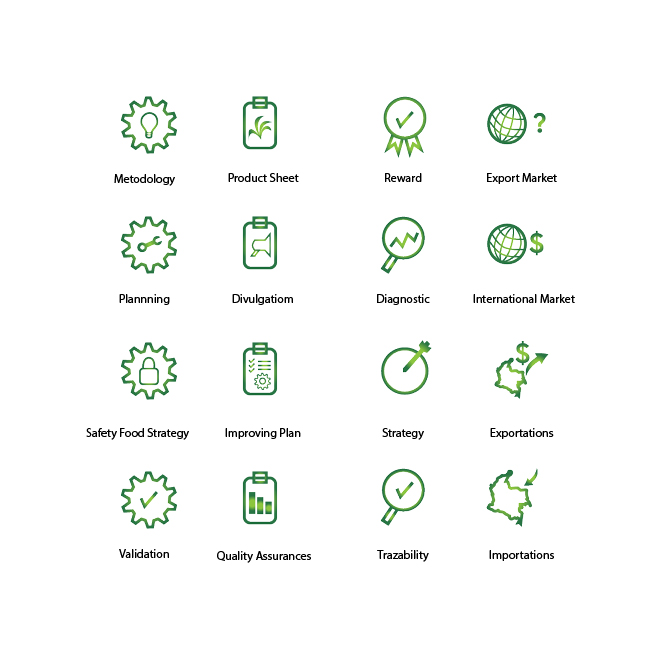 Metodology
Product Sheet
Reward
Export Market
?
Plannning
Divulgatiom
Diagnostic
International Market
$
Safety Food Strategy
Improving Plan
Strategy
Exportations
$
Validation
Quality Assurances
Trazability
Importations